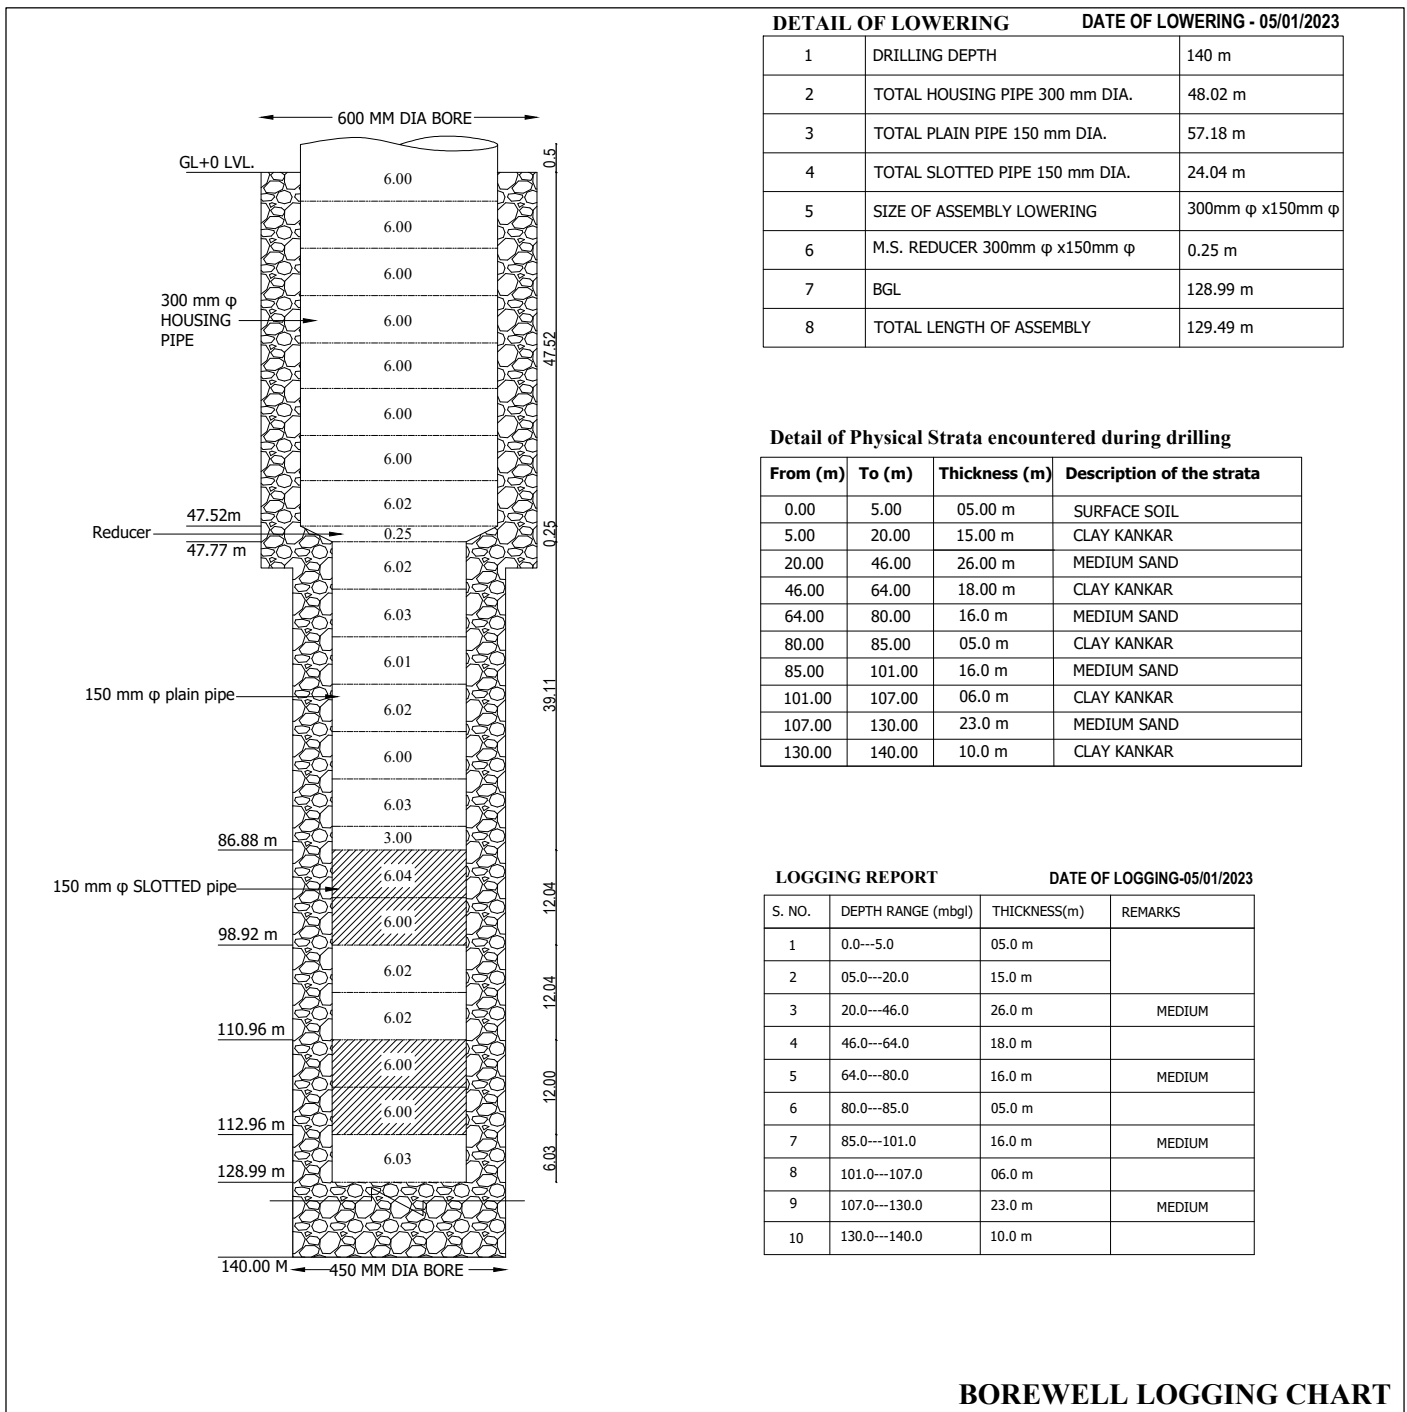 DETAIL OF LOWERING DATE OF LOWERING - 05/01/2023
1 DRILLING DEPTH 140 m
2 TOTAL HOUSING PIPE 300 mm DIA. 48.02 m
3 TOTAL PLAIN PIPE 150 mm DIA. 57.18 m
4 TOTAL SLOTTED PIPE 150 mm DIA. 24.04 m
5 SIZE OF ASSEMBLY LOWERING 300mm φ x150mm φ
6 M.S. REDUCER 300mm φ x150mm φ 0.25 m
7 BGL 128.99 m
8 TOTAL LENGTH OF ASSEMBLY 129.49 m
600 MM DIA BORE
GL+0 LVL.
0.5
6.00
6.00
6.00
300 mm φ
HOUSING
PIPE
6.00
47.52
6.00
6.00
6.00
6.02
47.52m
Reducer
0.25
0.25
47.77 m
6.02
6.03
6.01
150 mm φ plain pipe
39.11
6.02
6.00
6.03
3.00
86.88 m
6.04
150 mm φ SLOTTED pipe
12.04
6.00
98.92 m
6.02
12.04
6.02
110.96 m
6.00
12.00
6.00
112.96 m
6.03
6.03
128.99 m
140.00 M
450 MM DIA BORE
Detail of Physical Strata encountered during drilling
From (m) To (m) Thickness (m) Description of the strata
0.00 5.00 05.00 m SURFACE SOIL
5.00 20.00 15.00 m CLAY KANKAR
20.00 46.00 26.00 m MEDIUM SAND
46.00 64.00 18.00 m CLAY KANKAR
64.00 80.00 16.0 m MEDIUM SAND
80.00 85.00 05.0 m CLAY KANKAR
85.00 101.00 16.0 m MEDIUM SAND
101.00 107.00 06.0 m CLAY KANKAR
107.00 130.00 23.0 m MEDIUM SAND
130.00 140.00 10.0 m CLAY KANKAR
LOGGING REPORT DATE OF LOGGING-05/01/2023
S. NO. DEPTH RANGE (mbgl) THICKNESS(m) REMARKS
1 0.0---5.0 05.0 m
2 05.0---20.0 15.0 m
3 20.0---46.0 26.0 m MEDIUM
4 46.0---64.0 18.0 m
5 64.0---80.0 16.0 m MEDIUM
6 80.0---85.0 05.0 m
7 85.0---101.0 16.0 m MEDIUM
8 101.0---107.0 06.0 m
9 107.0---130.0 23.0 m MEDIUM
10 130.0---140.0 10.0 m
BOREWELL LOGGING CHART